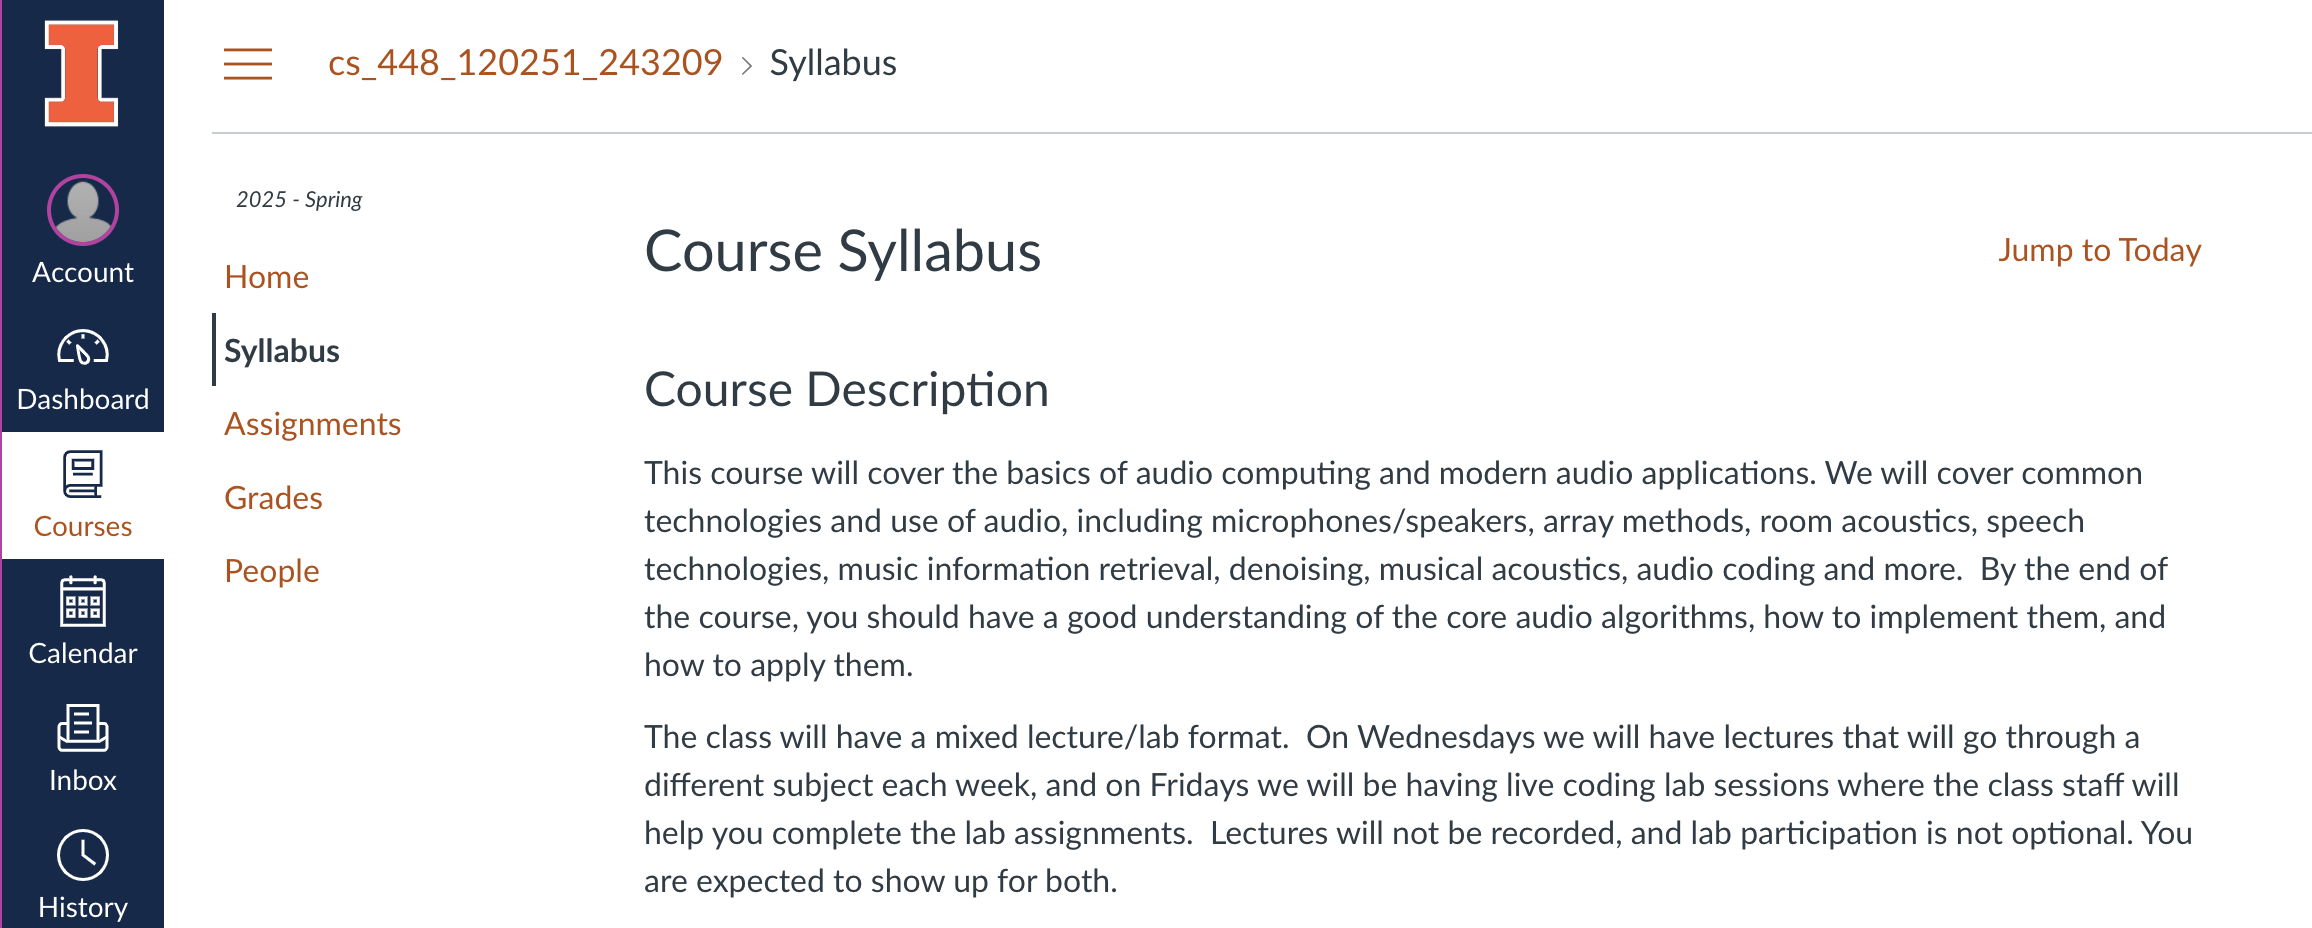 cs_448_120251_243209 > Syllabus
Account
Dashboard
Courses
Calendar
Inbox
History
2025 - Spring
Home
Syllabus
Assignments
Grades
People
Course Syllabus
Jump to Today
Course Description
This course will cover the basics of audio computing and modern audio applications. We will cover common
technologies and use of audio, including microphones/speakers, array methods, room acoustics, speech
technologies, music information retrieval, denoising, musical acoustics, audio coding and more.  By the end of
the course, you should have a good understanding of the core audio algorithms, how to implement them, and
how to apply them.
The class will have a mixed lecture/lab format.  On Wednesdays we will have lectures that will go through a
different subject each week, and on Fridays we will be having live coding lab sessions where the class staff will
help you complete the lab assignments.  Lectures will not be recorded, and lab participation is not optional. You
are expected to show up for both.